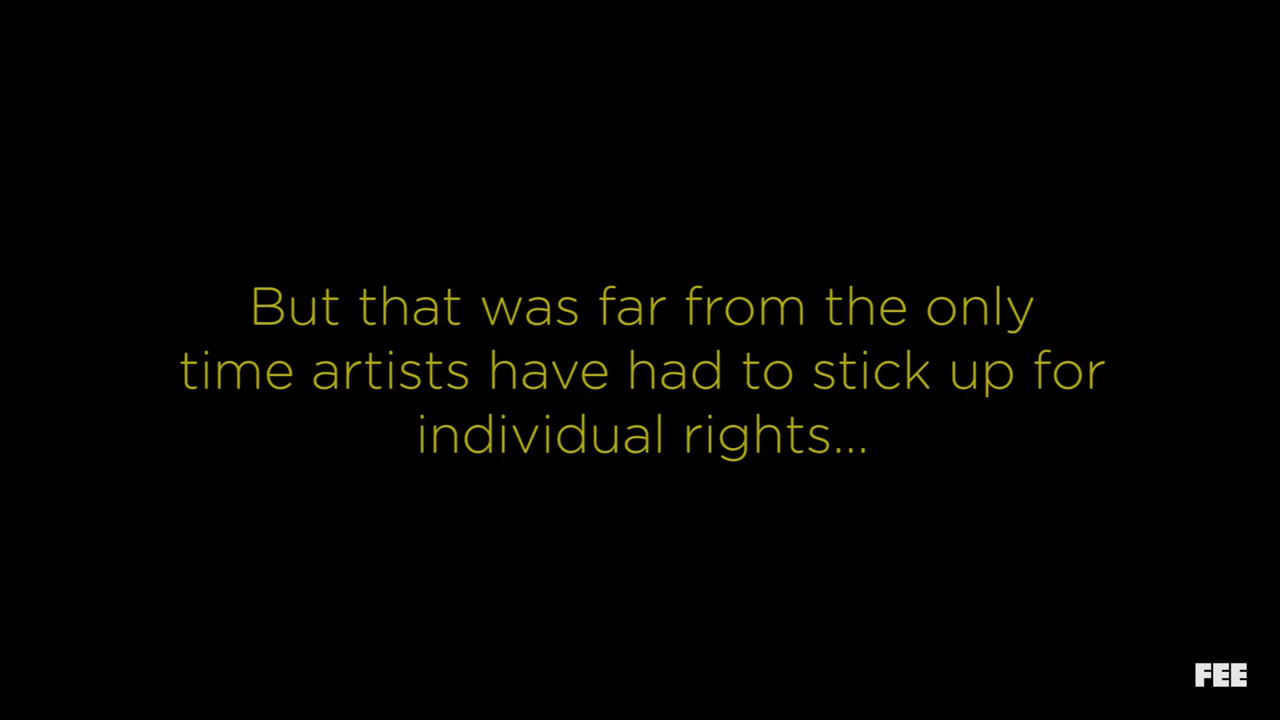 But that was far from the only
time artists have had to stick up for
individual rights...
FEE